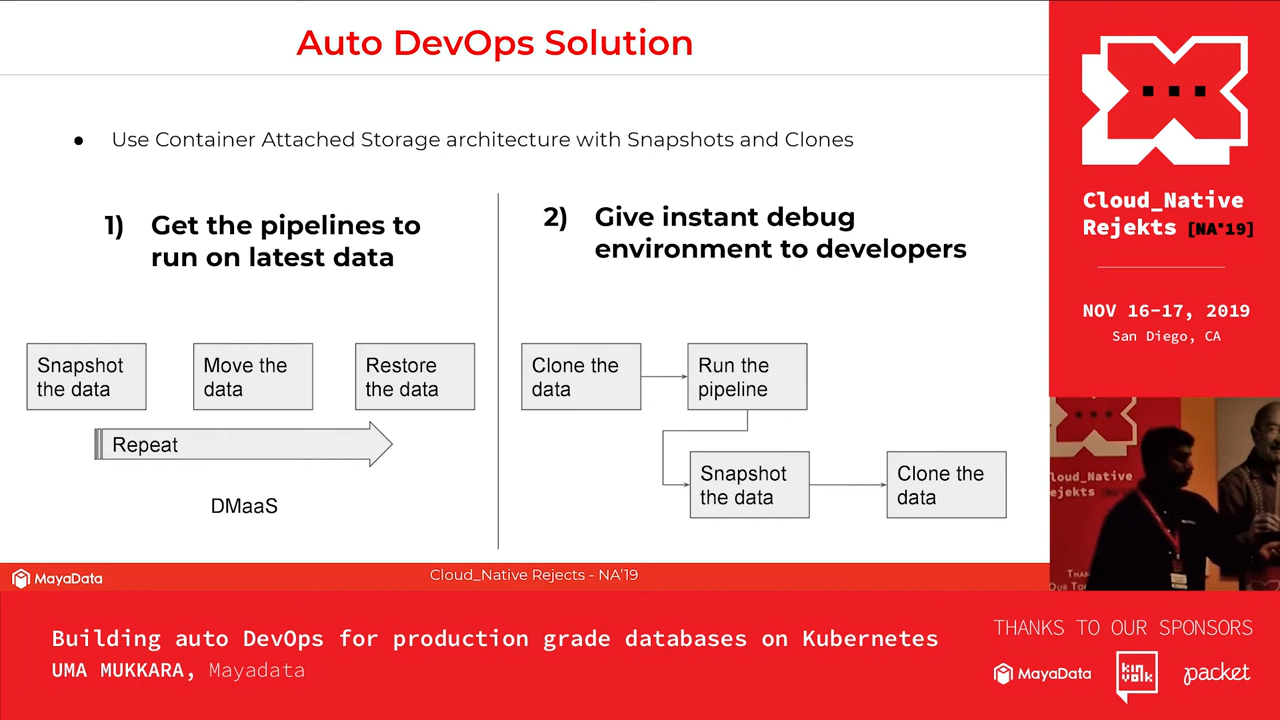 Auto DevOps Solution
● Use Container Attached Storage architecture with Snapshots and Clones
1) Get the pipelines to
run on latest data
Snapshot
the data
Move the
data
Restore
the data
Repeat
DMaaS
2) Give instant debug
environment to developers
Clone the
data
Run the
pipeline
Snapshot
the data
Clone the
data
MayaData
Cloud_Native Rejects - NA'19
Cloud_Native
Rejekts [NA'19]
NOV 16-17, 2019
San Diego, CA
loud_Native
ejekts
Building auto DevOps for production grade databases on Kubernetes
UMA MUKKARA, Mayadata
THANKS TO OUR SPONSORS
MayaData
kinvolk
packet